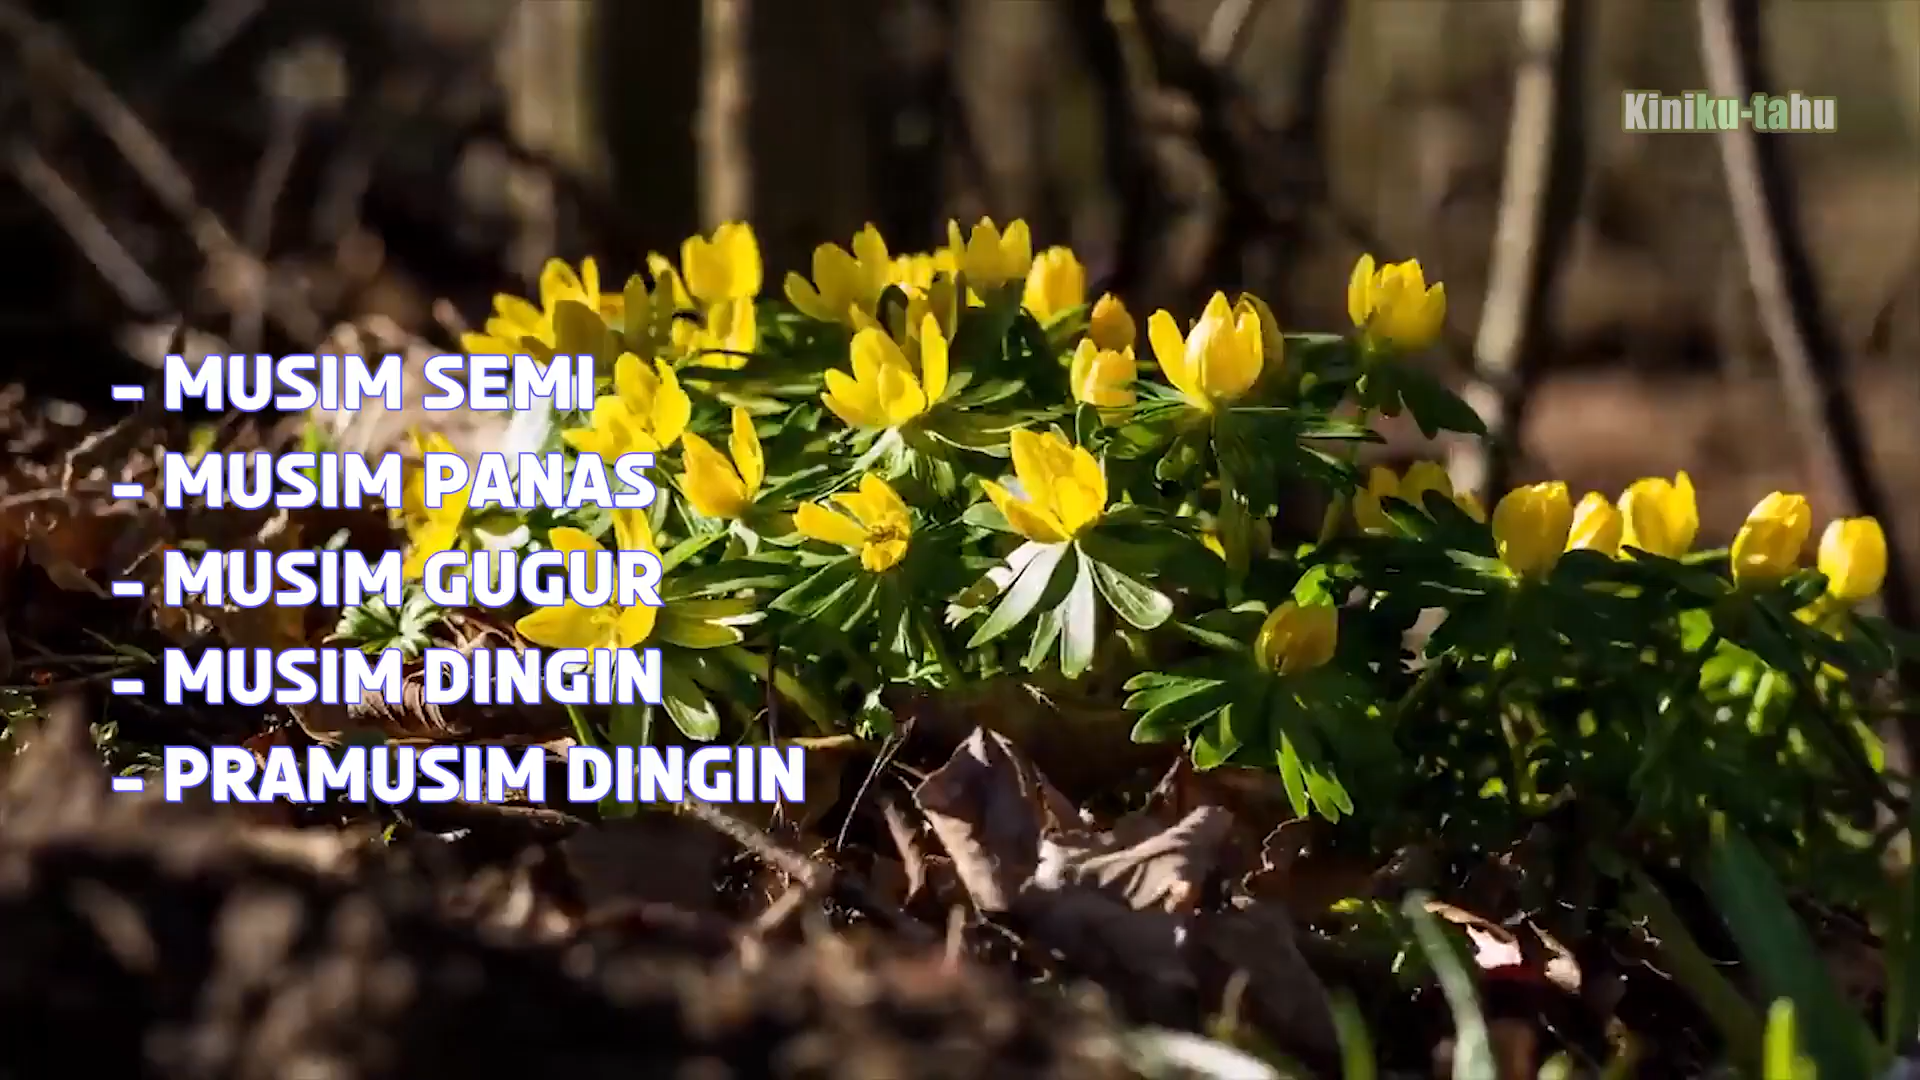 Kiniku-tahu
- MUSIM SEMI
- MUSIM PANAS
- MUSIM GUGUR
- MUSIM DINGIN
- PRAMUSIM DINGIN